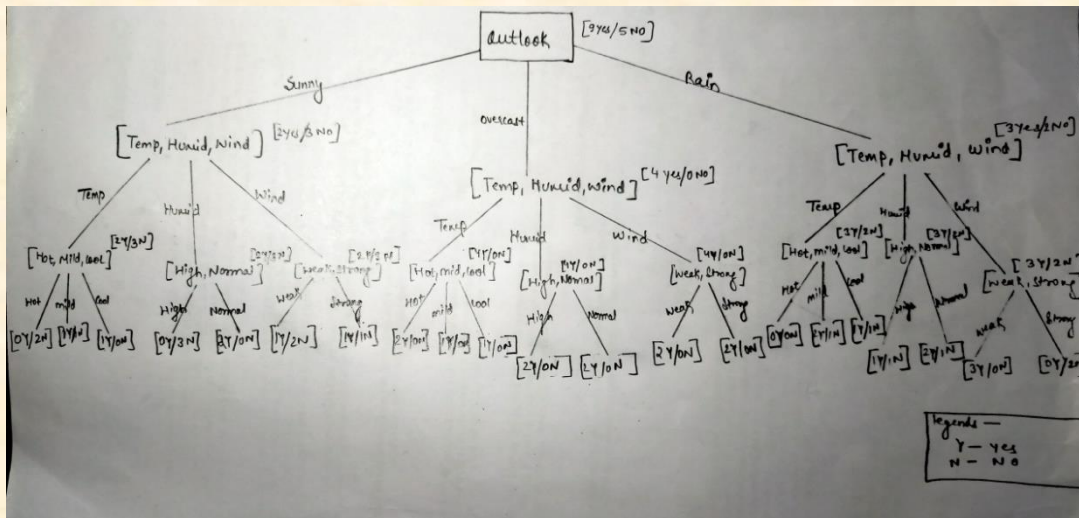 Outlook [9Yes/5NO]
Sunny
overcast
Rain
[Temp, Humid, Wind] [2Yes/3NO]
[Temp, Humid, Wind] [4 yes/0NO]
[Temp, Humid, Wind] [3Yes/2NO]
Temp Humid Wind
Temp Humid Wind
Temp Humid Wind
[Hot, Mild, Cool] [2Y/3N]
[High, Normal]
[Weak, Strong]
[Hot, mild, Cool] [4Y/0N]
[High, Normal] [4Y/0N]
[Weak, Strong] [4Y/0N]
[Hot, mild, Cool] [3Y/2N]
[High, Normal]
[Weak, Strong] [3Y/2N]
Hot mild Cool
High Normal
Weak Strong
Hot mild Cool
High Normal
Weak Strong
Hot mild Cool
High Normal
Weak Strong
[0Y/2N] [1Y/1N] [1Y/0N] [0Y/3N] [2Y/0N] [1Y/2N] [1Y/1N] [2Y/0N] [1Y/0N] [1Y/0N] [2Y/0N] [2Y/0N] [2Y/0N] [2Y/0N] [0Y/0N] [2Y/1N] [1Y/1N] [1Y/1N] [2Y/1N] [3Y/0N] [0Y/2N
legends —
Y — yes
N — No